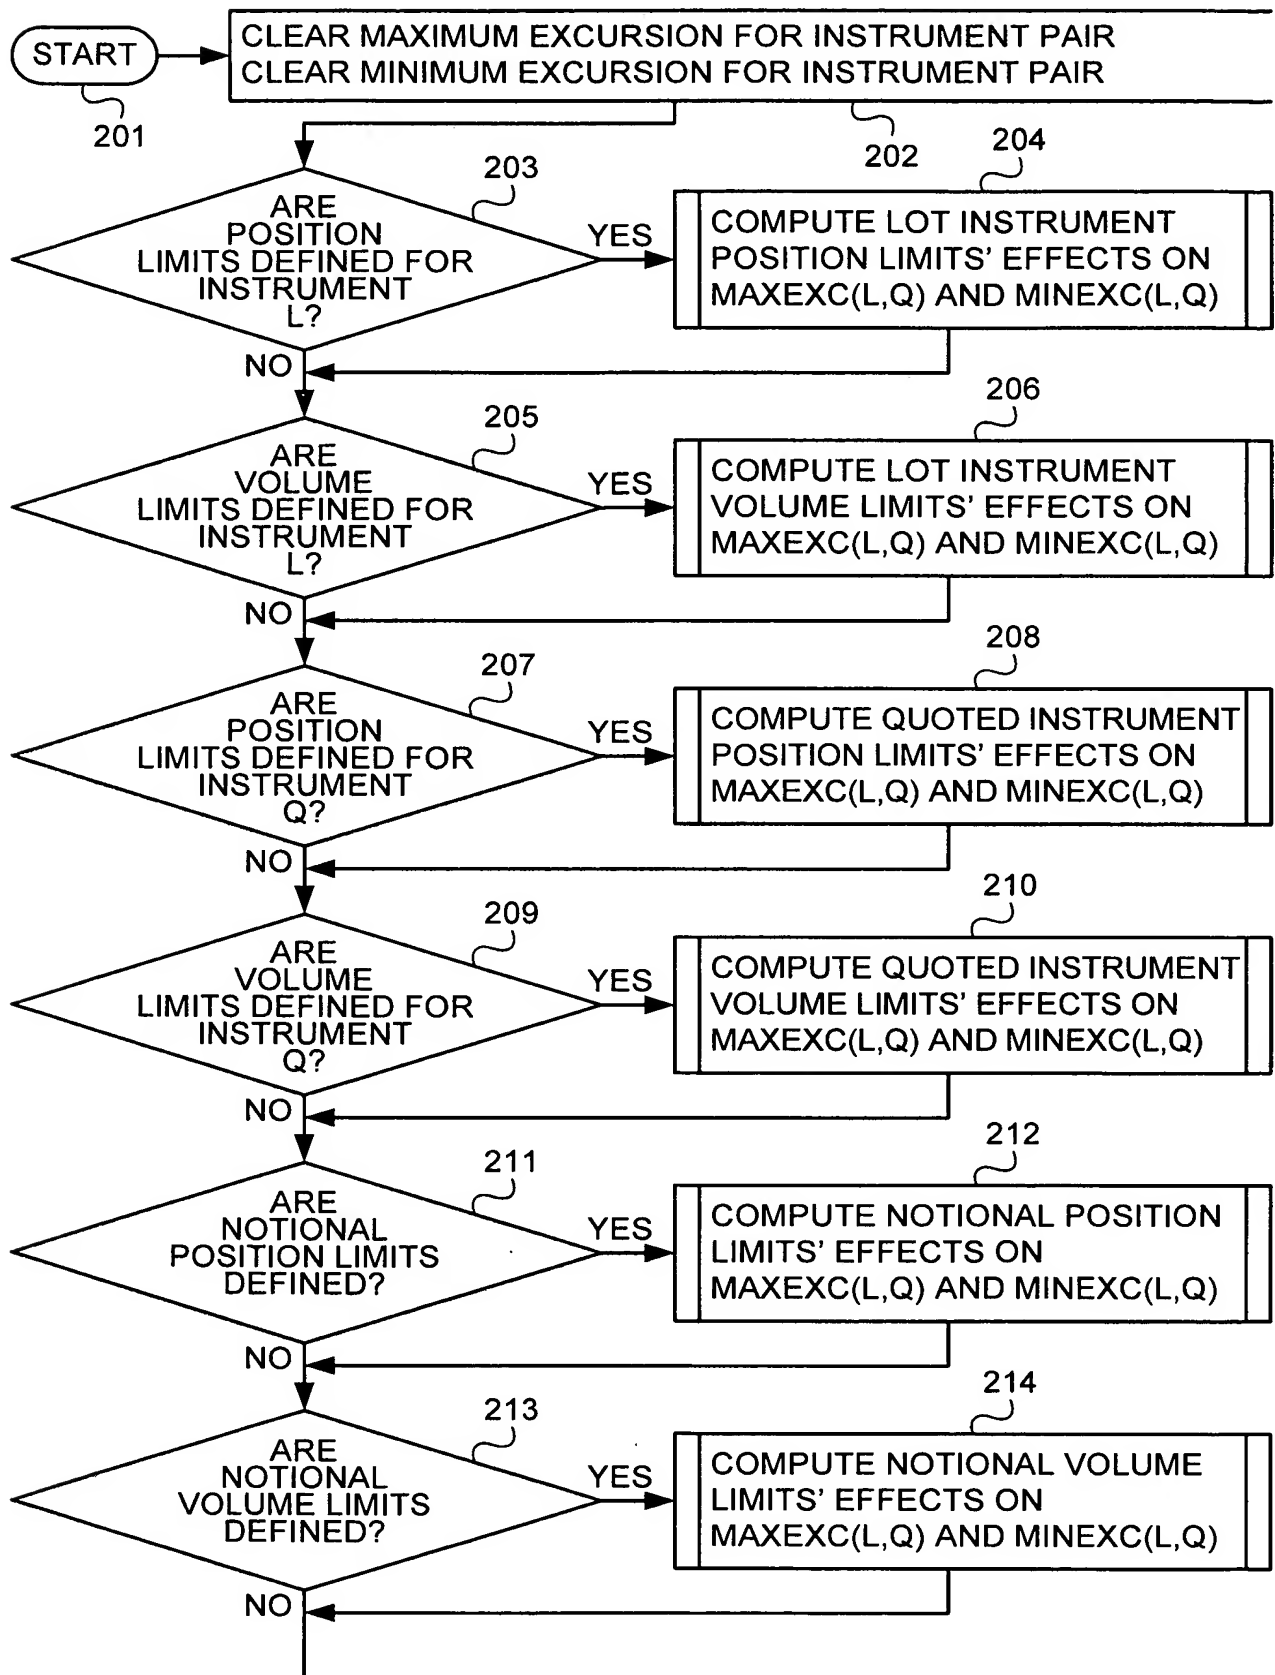 START
CLEAR MAXIMUM EXCURSION FOR INSTRUMENT PAIR
CLEAR MINIMUM EXCURSION FOR INSTRUMENT PAIR
201
202
203
204
ARE
POSITION
LIMITS DEFINED FOR
INSTRUMENT
L?
YES
COMPUTE LOT INSTRUMENT
POSITION LIMITS' EFFECTS ON
MAXEXC(L,Q) AND MINEXC(L,Q)
NO
205
206
ARE
VOLUME
LIMITS DEFINED FOR
INSTRUMENT
L?
YES
COMPUTE LOT INSTRUMENT
VOLUME LIMITS' EFFECTS ON
MAXEXC(L,Q) AND MINEXC(L,Q)
NO
207
208
ARE
POSITION
LIMITS DEFINED FOR
INSTRUMENT
Q?
YES
COMPUTE QUOTED INSTRUMENT
POSITION LIMITS' EFFECTS ON
MAXEXC(L,Q) AND MINEXC(L,Q)
NO
209
210
ARE
VOLUME
LIMITS DEFINED FOR
INSTRUMENT
Q?
YES
COMPUTE QUOTED INSTRUMENT
VOLUME LIMITS' EFFECTS ON
MAXEXC(L,Q) AND MINEXC(L,Q)
NO
211
212
ARE
NOTIONAL
POSITION LIMITS
DEFINED?
YES
COMPUTE NOTIONAL POSITION
LIMITS' EFFECTS ON
MAXEXC(L,Q) AND MINEXC(L,Q)
NO
213
214
ARE
NOTIONAL
VOLUME LIMITS
DEFINED?
YES
COMPUTE NOTIONAL VOLUME
LIMITS' EFFECTS ON
MAXEXC(L,Q) AND MINEXC(L,Q)
NO